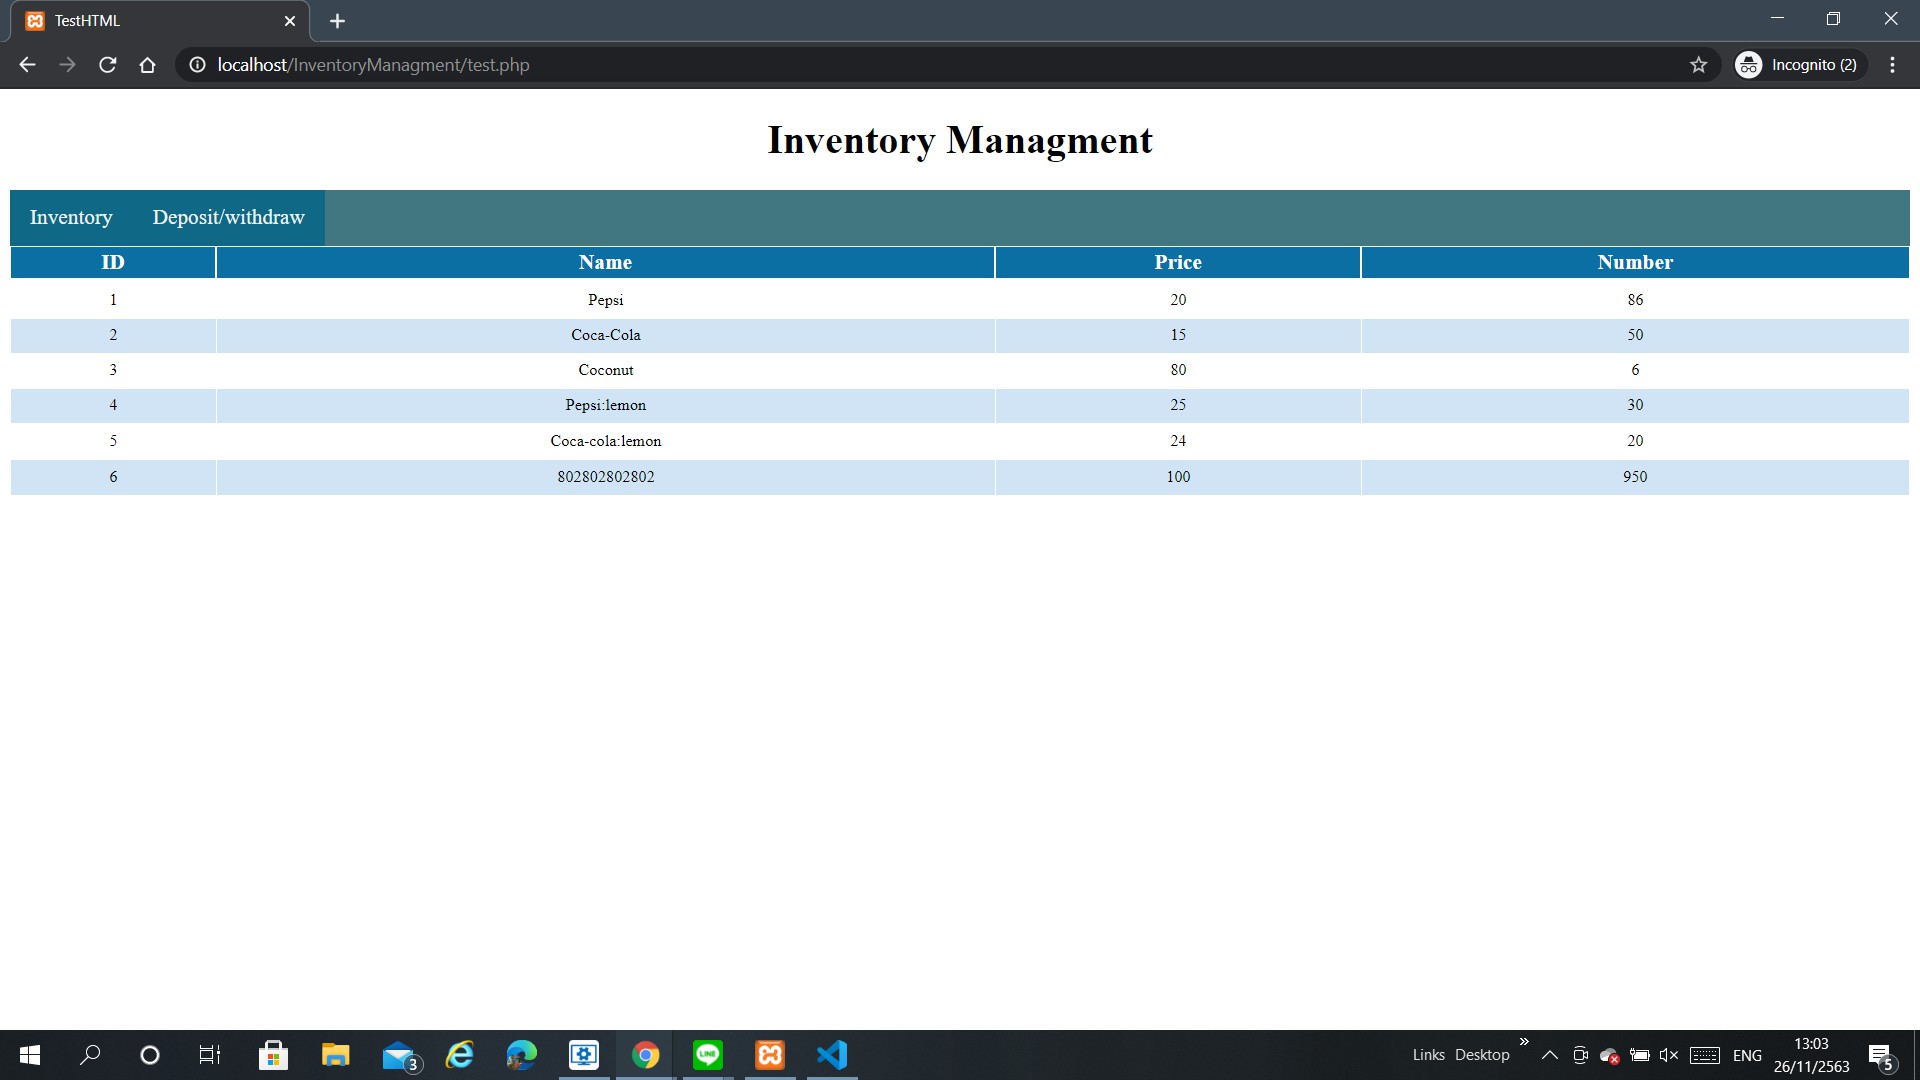 TestHTML
localhost/InventoryManagment/test.php
Incognito (2)
Inventory Managment
Inventory Deposit/withdraw
ID Name Price Number
1 Pepsi 20 86
2 Coca-Cola 15 50
3 Coconut 80 6
4 Pepsi:lemon 25 30
5 Coca-cola:lemon 24 20
6 802802802802 100 950
3
LINE
Links Desktop
ENG
13:03
26/11/2563
5